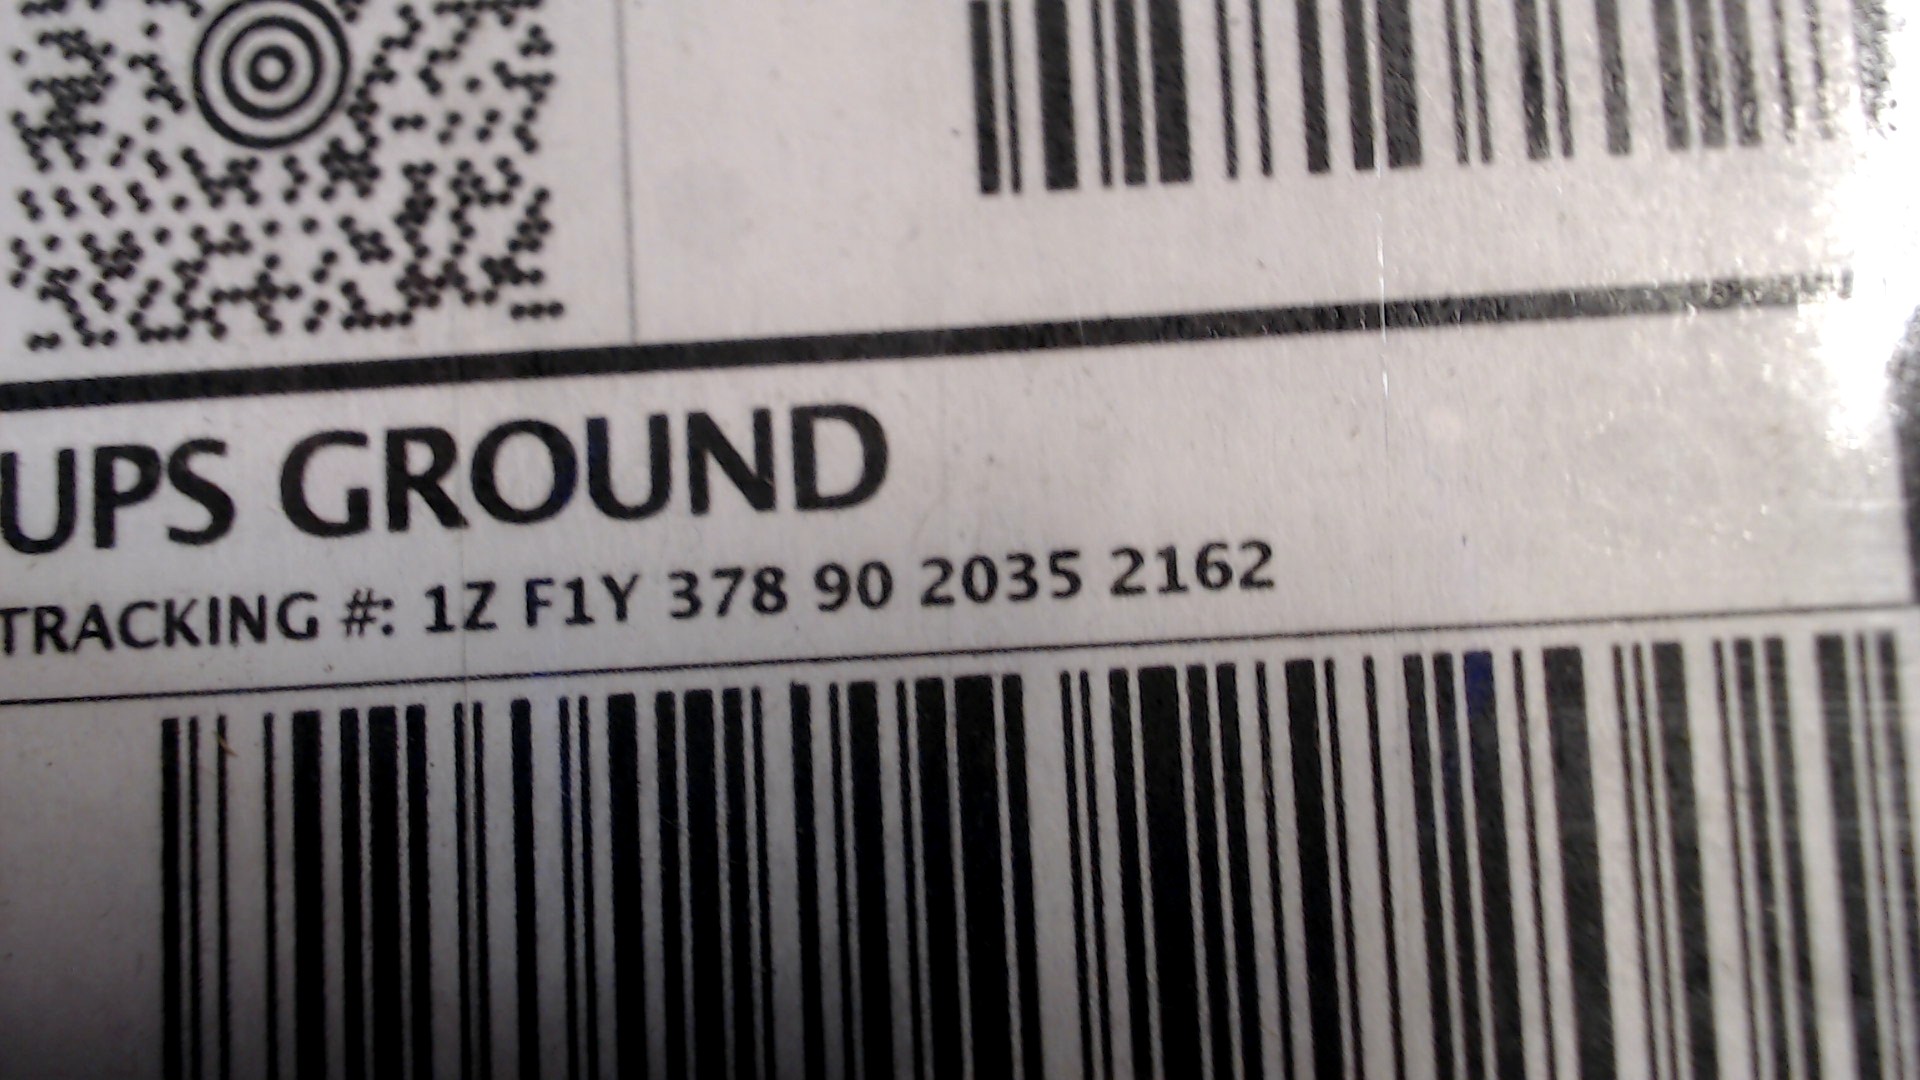 UPS GROUND
TRACKING #: 1Z F1Y 378 90 2035 2162